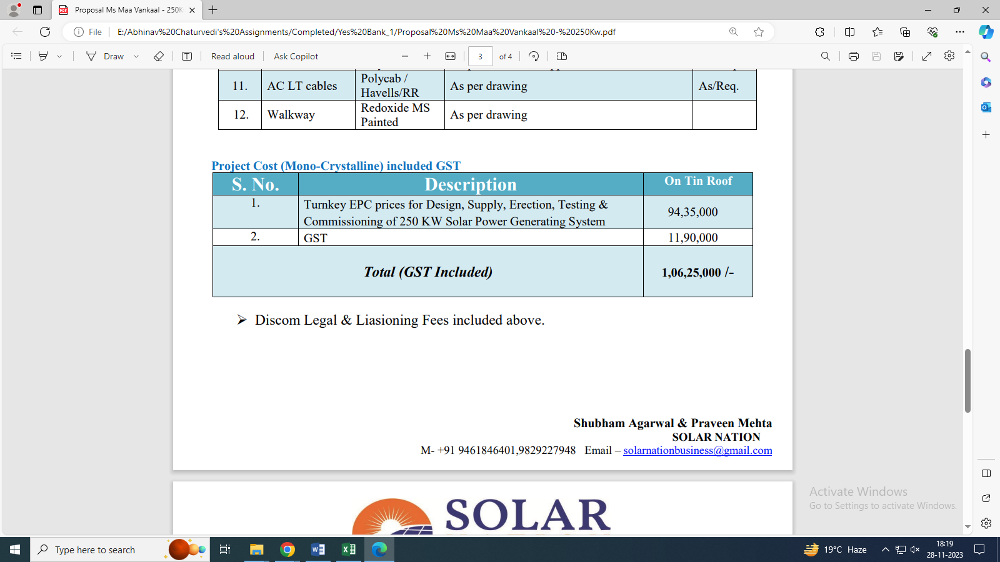 Proposal Ms Maa Vankaal - 250K
File
E:/Abhinav%20Chaturvedi's%20Assignments/Completed/Yes%20Bank_1/Proposal%20Ms%20Maa%20Vankaal%20-%20250Kw.pdf
Draw
Read aloud
Ask Copilot
3 of 4
11. AC LT cables Polycab / Havells/RR As per drawing As/Req.
12. Walkway Redoxide MS Painted As per drawing
Project Cost (Mono-Crystalline) included GST
S. No. Description On Tin Roof
1. Turnkey EPC prices for Design, Supply, Erection, Testing &
Commissioning of 250 KW Solar Power Generating System 94,35,000
2. GST 11,90,000
Total (GST Included) 1,06,25,000 /-
➢ Discom Legal & Liasioning Fees included above.
Shubham Agarwal & Praveen Mehta
SOLAR NATION
M- +91 9461846401,9829227948 Email – solarnationbusiness@gmail.com
SOLAR
Activate Windows
Go to Settings to activate Windows.
Type here to search
19°C Haze
18:19
28-11-2023